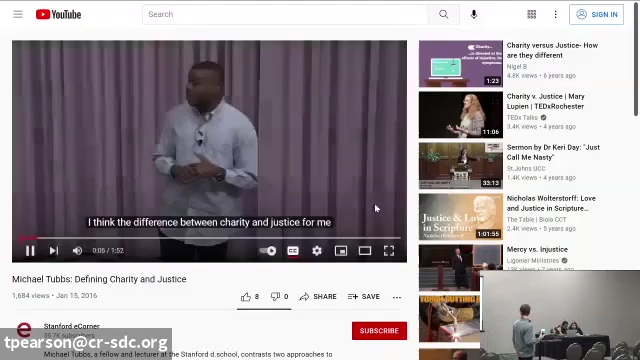 YouTube
Search
SIGN IN
I think the difference between charity and justice for me
0:05 / 1:52
Michael Tubbs: Defining Charity and Justice
1,684 views • Jan 15, 2016
8
0
SHARE
SAVE
Stanford eCorner
SUBSCRIBE
Michael Tubbs, a fellow and lecturer at the Stanford d.school, contrasts two approaches to
Charity...
1:23
Charity versus Justice- How
are they different
Nigel B
4.8K views • 6 years ago
11:06
Charity v. Justice | Mary
Lupien | TEDxRochester
TEDx Talks
3.4K views • 4 years ago
33:13
Sermon by Dr Keri Day: "Just
Call Me Nasty"
St.Johns UCC
1.4K views • 4 years ago
Justice & Love
in Scripture
1:01:55
Nicholas Wolterstorff: Love
and Justice in Scripture...
The Table | Biola CCT
2.4K views • 5 years ago
Mercy vs. Injustice
Ligonier Ministries
tpearson@cr-sdc.org